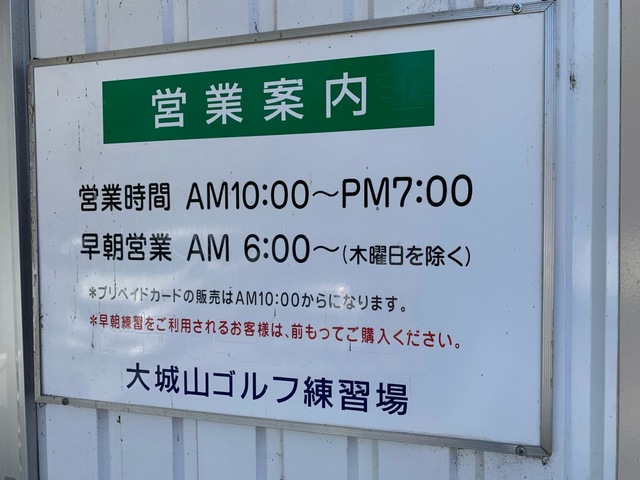 営業案内
営業時間 AM10:00～PM7:00
早朝営業 AM 6:00～(木曜日を除く)
＊プリペイドカードの販売はAM10:00からになります。
＊早朝練習をご利用されるお客様は、前もってご購入ください。
大城山ゴルフ練習場